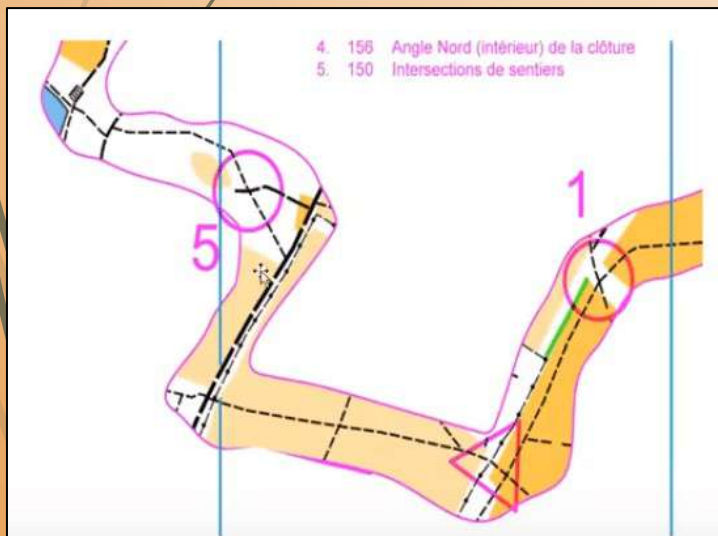 4. 156 Angle Nord (intérieur) de la clôture
5. 150 Intersections de sentiers
1
5